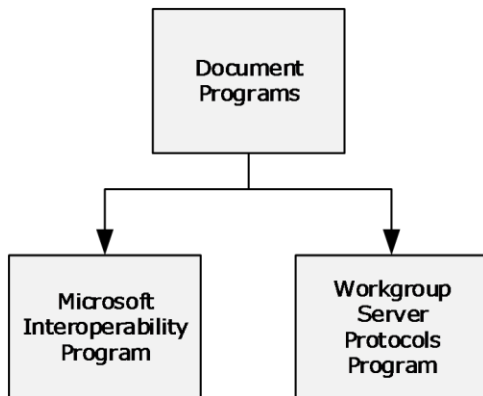 Document
Programs
Microsoft
Interoperability
Program
Workgroup
Server
Protocols
Program